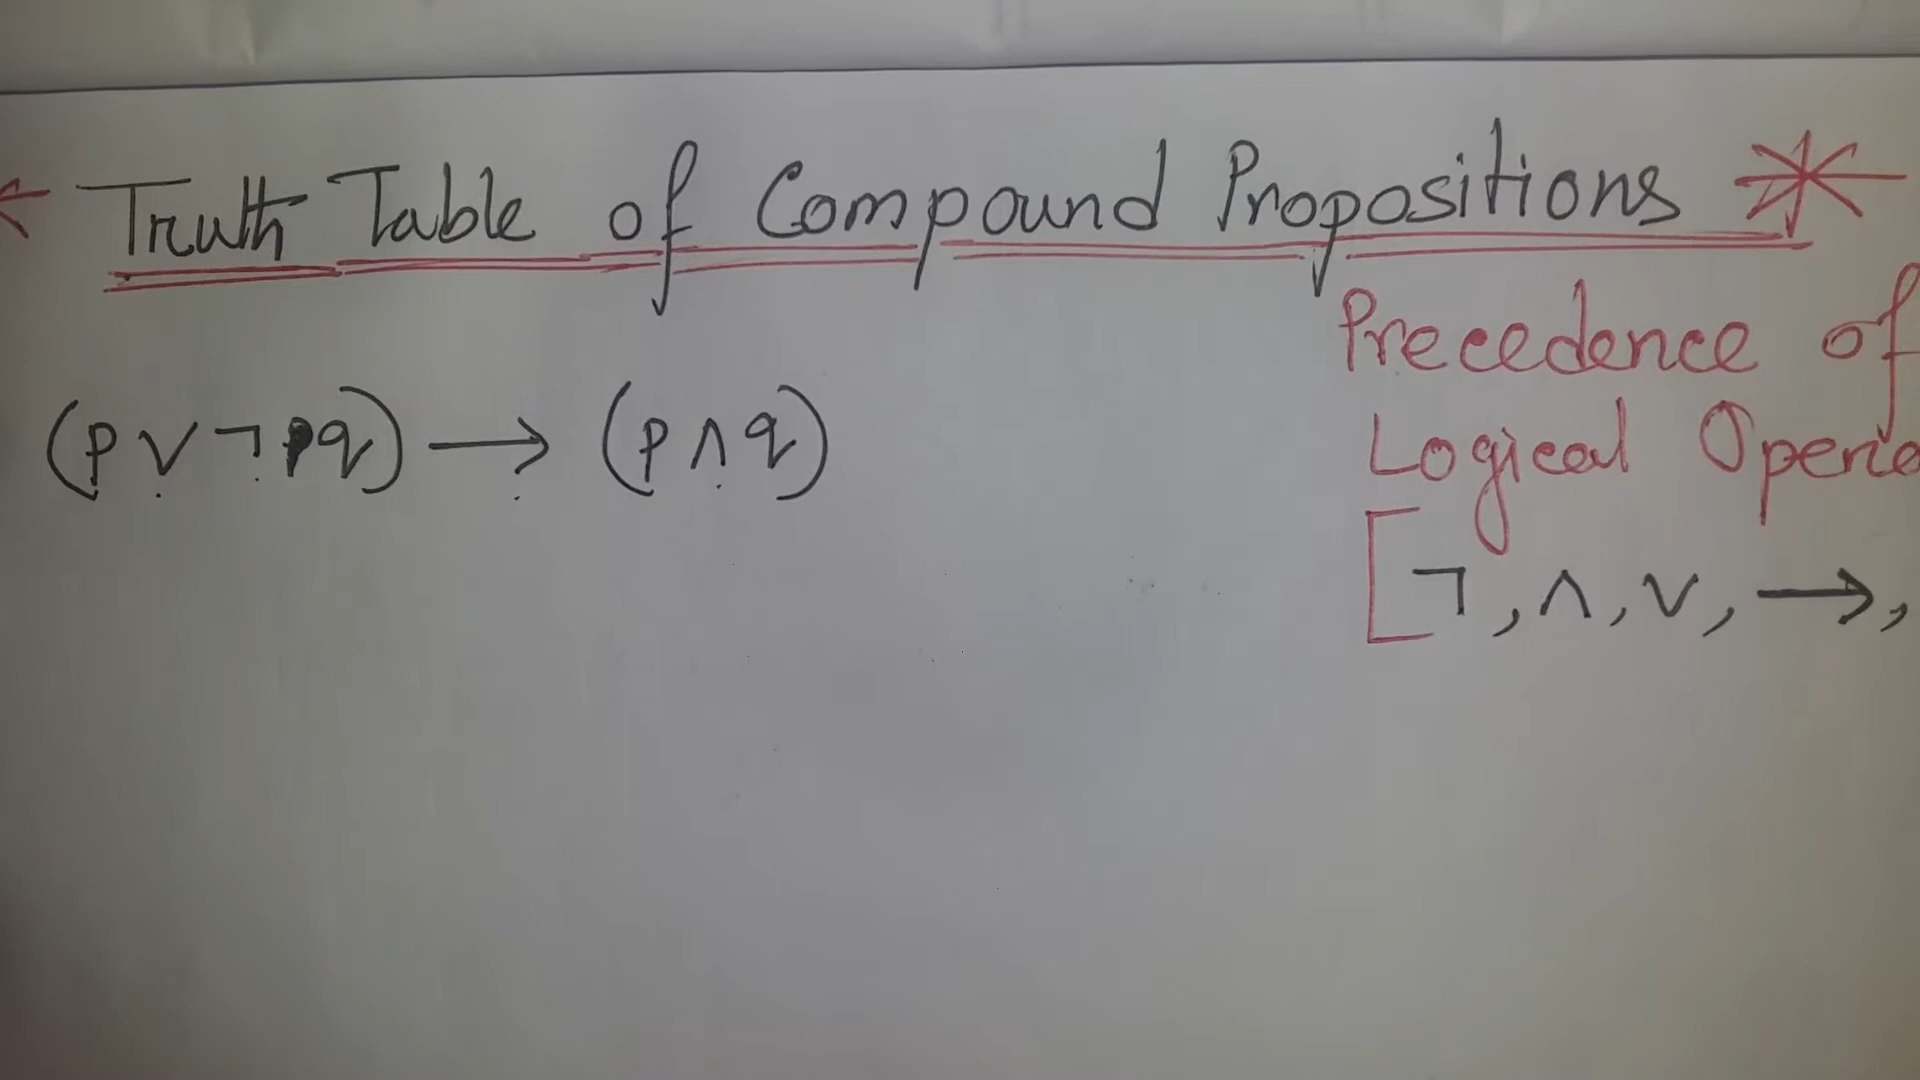 Truth Table of Compound Propositions *
Precedence of
Logical Opera
(p ∨ ¬ q) → (p ∧ q)
[¬, ∧, ∨, →,